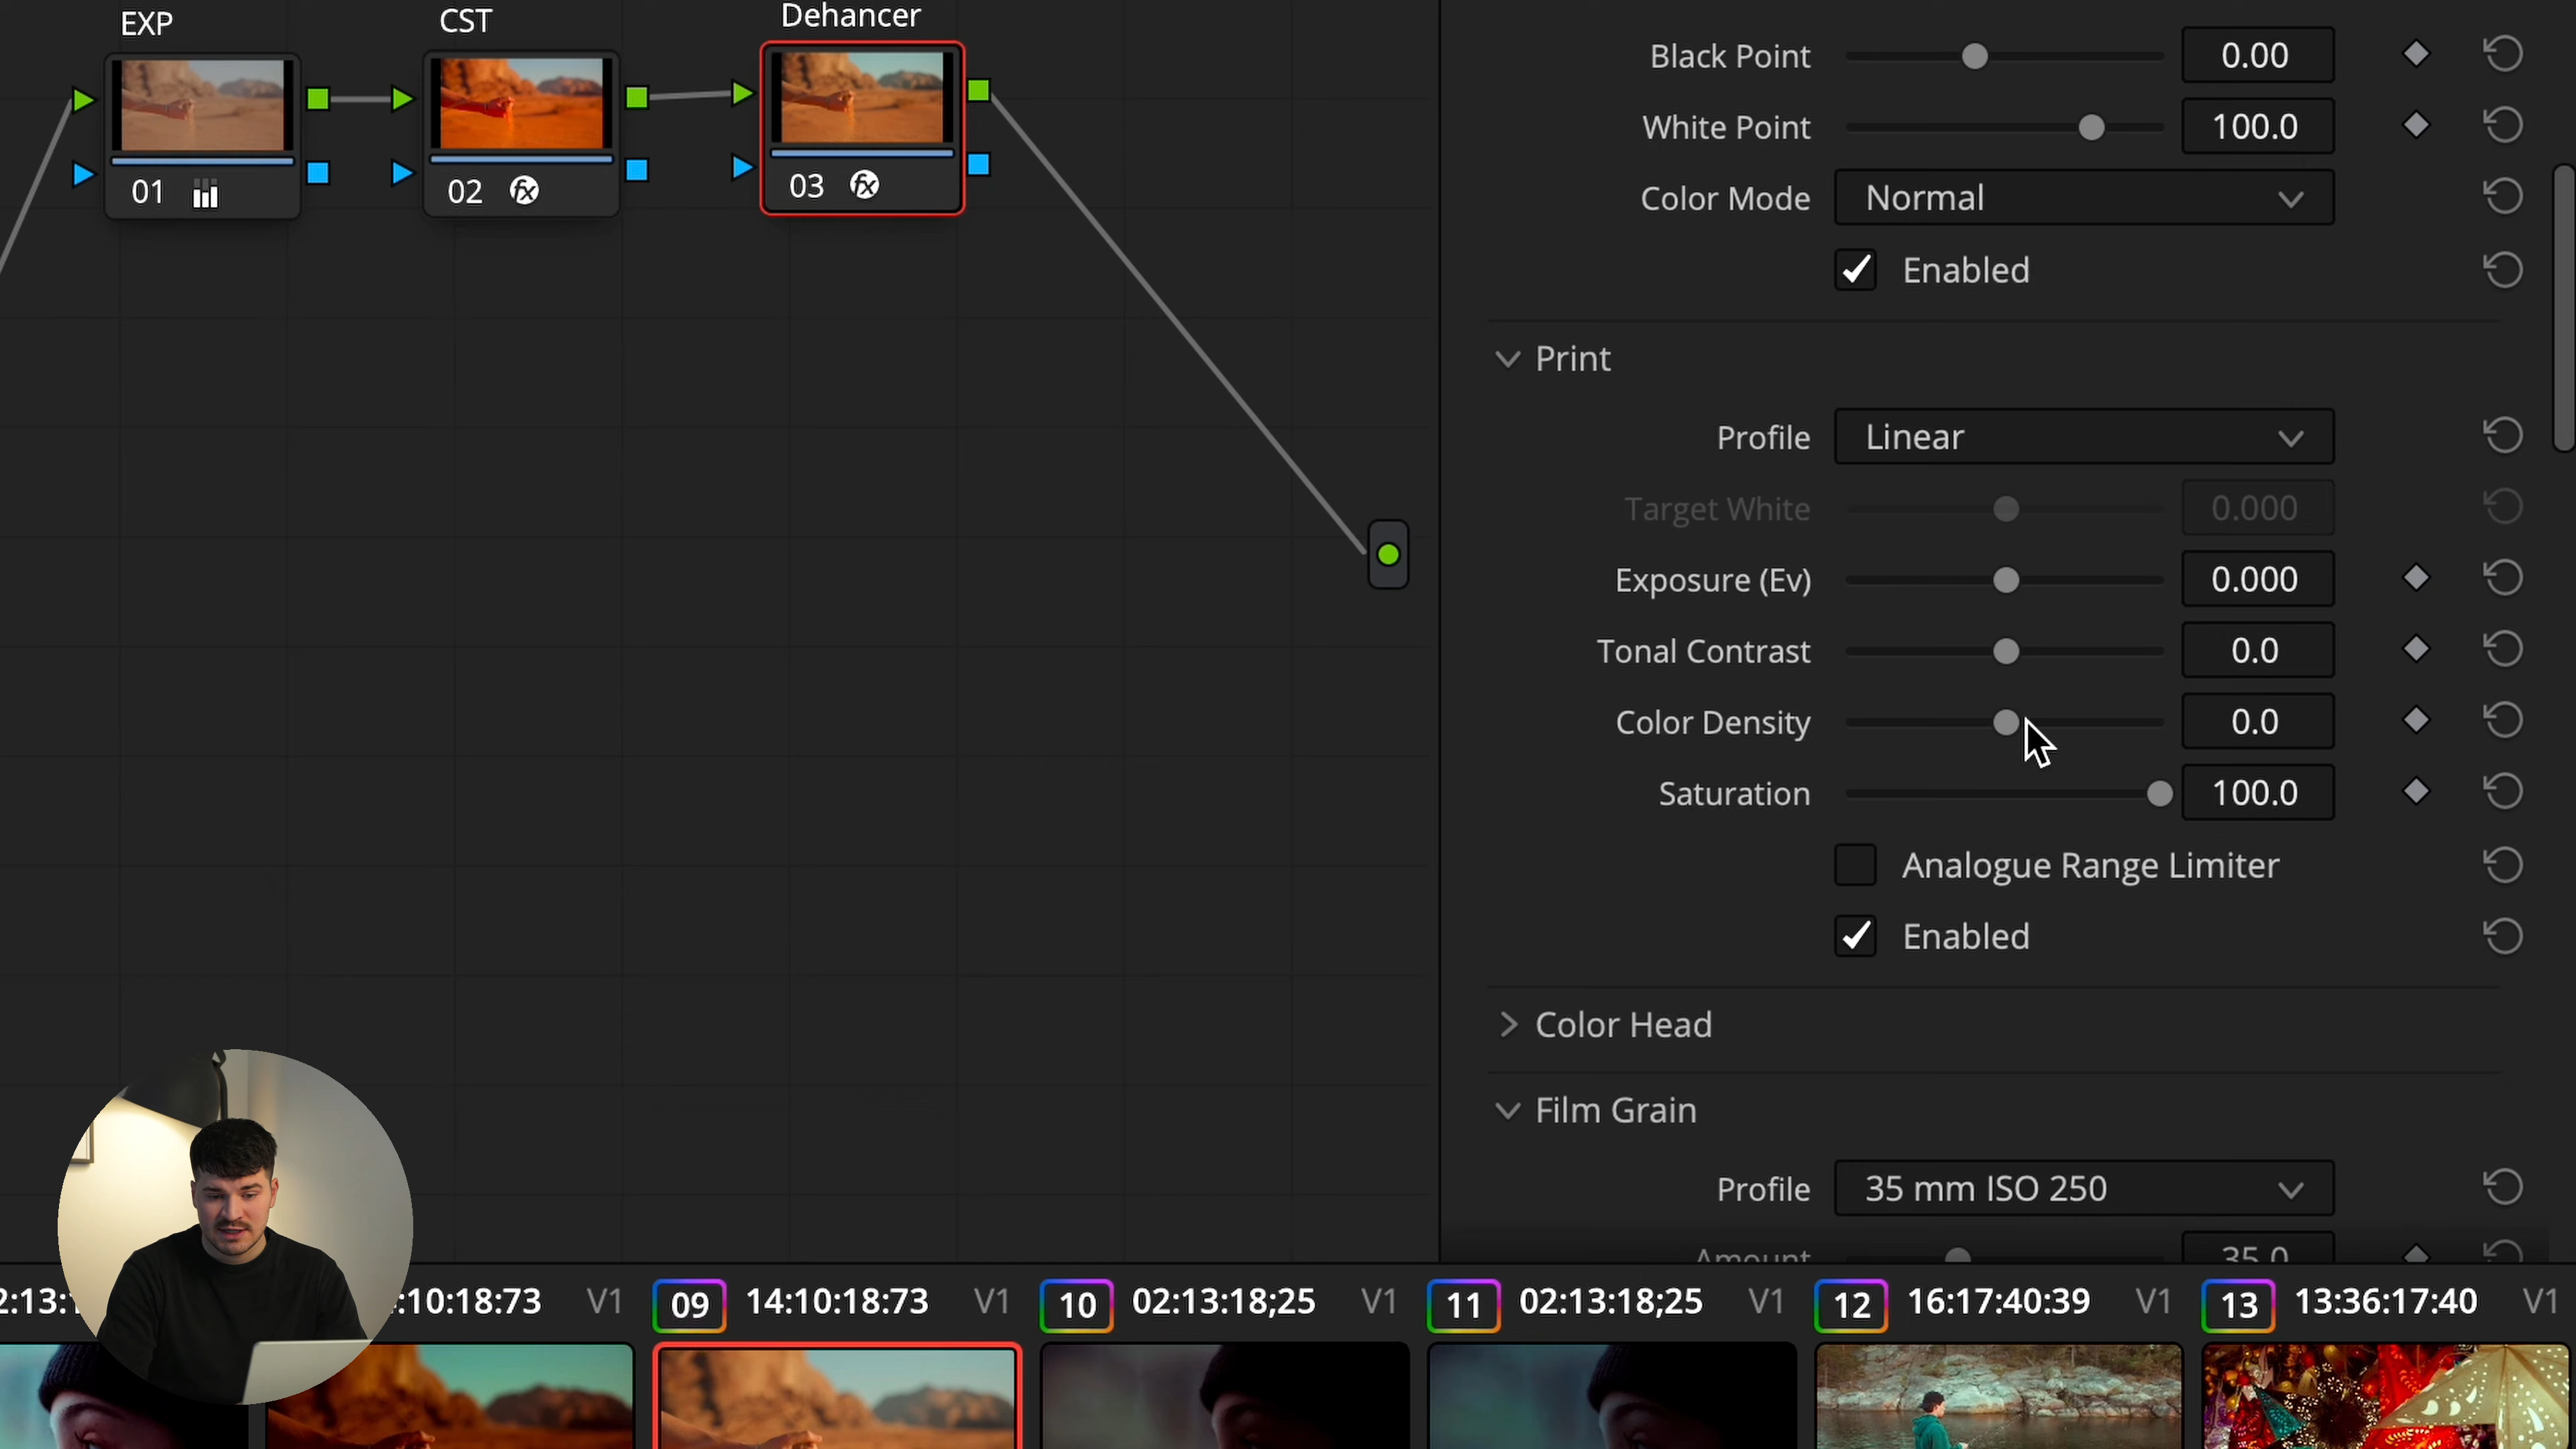 EXP
CST
Dehancer
01
02
03
Black Point
0.00
White Point
100.0
Color Mode
Normal
Enabled
Print
Profile
Linear
Target White
0.000
Exposure (Ev)
0.000
Tonal Contrast
0.0
Color Density
0.0
Saturation
100.0
Analogue Range Limiter
Enabled
Color Head
Film Grain
Profile
35 mm ISO 250
Amount
35.0
:10:18:73 V1
09 14:10:18:73 V1
10 02:13:18;25 V1
11 02:13:18;25 V1
12 16:17:40:39 V1
13 13:36:17:40 V1